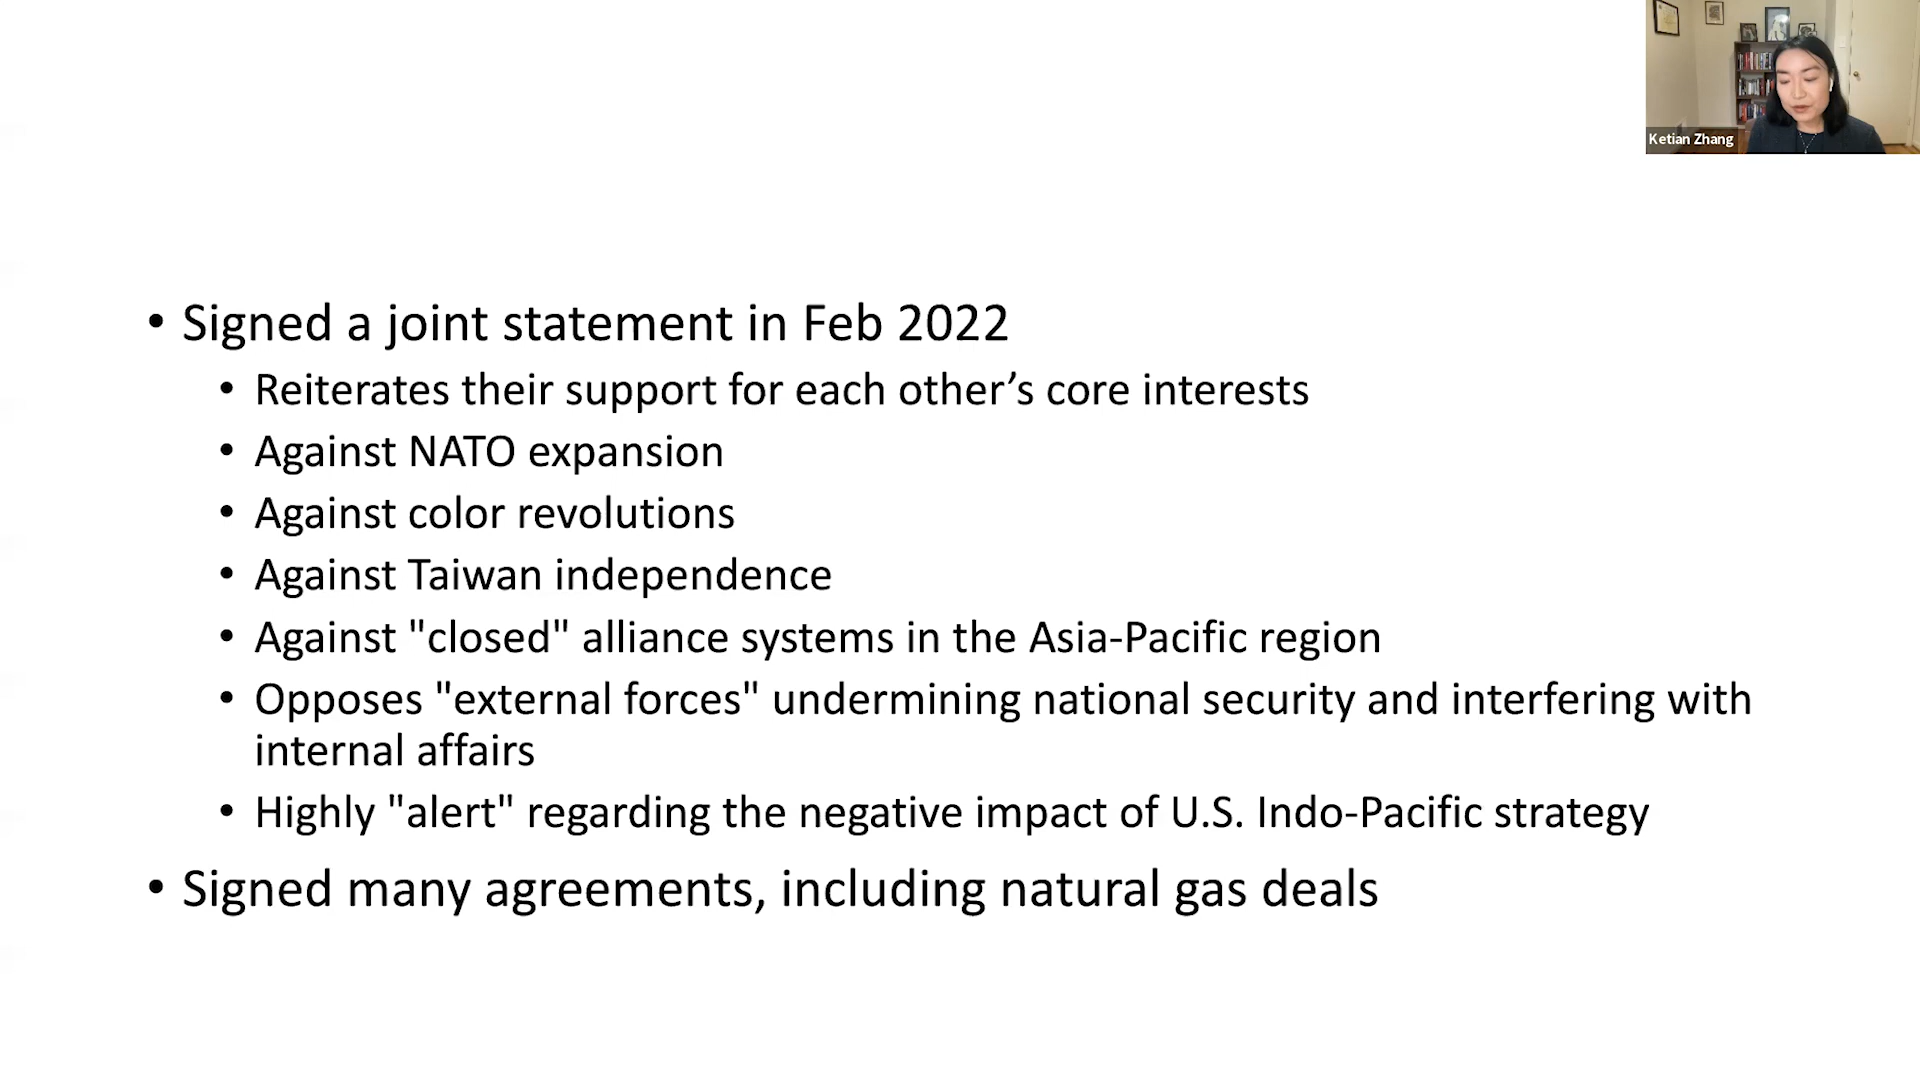 Ketian Zhang
• Signed a joint statement in Feb 2022
• Reiterates their support for each other’s core interests
• Against NATO expansion
• Against color revolutions
• Against Taiwan independence
• Against "closed" alliance systems in the Asia-Pacific region
• Opposes "external forces" undermining national security and interfering with
internal affairs
• Highly "alert" regarding the negative impact of U.S. Indo-Pacific strategy
• Signed many agreements, including natural gas deals